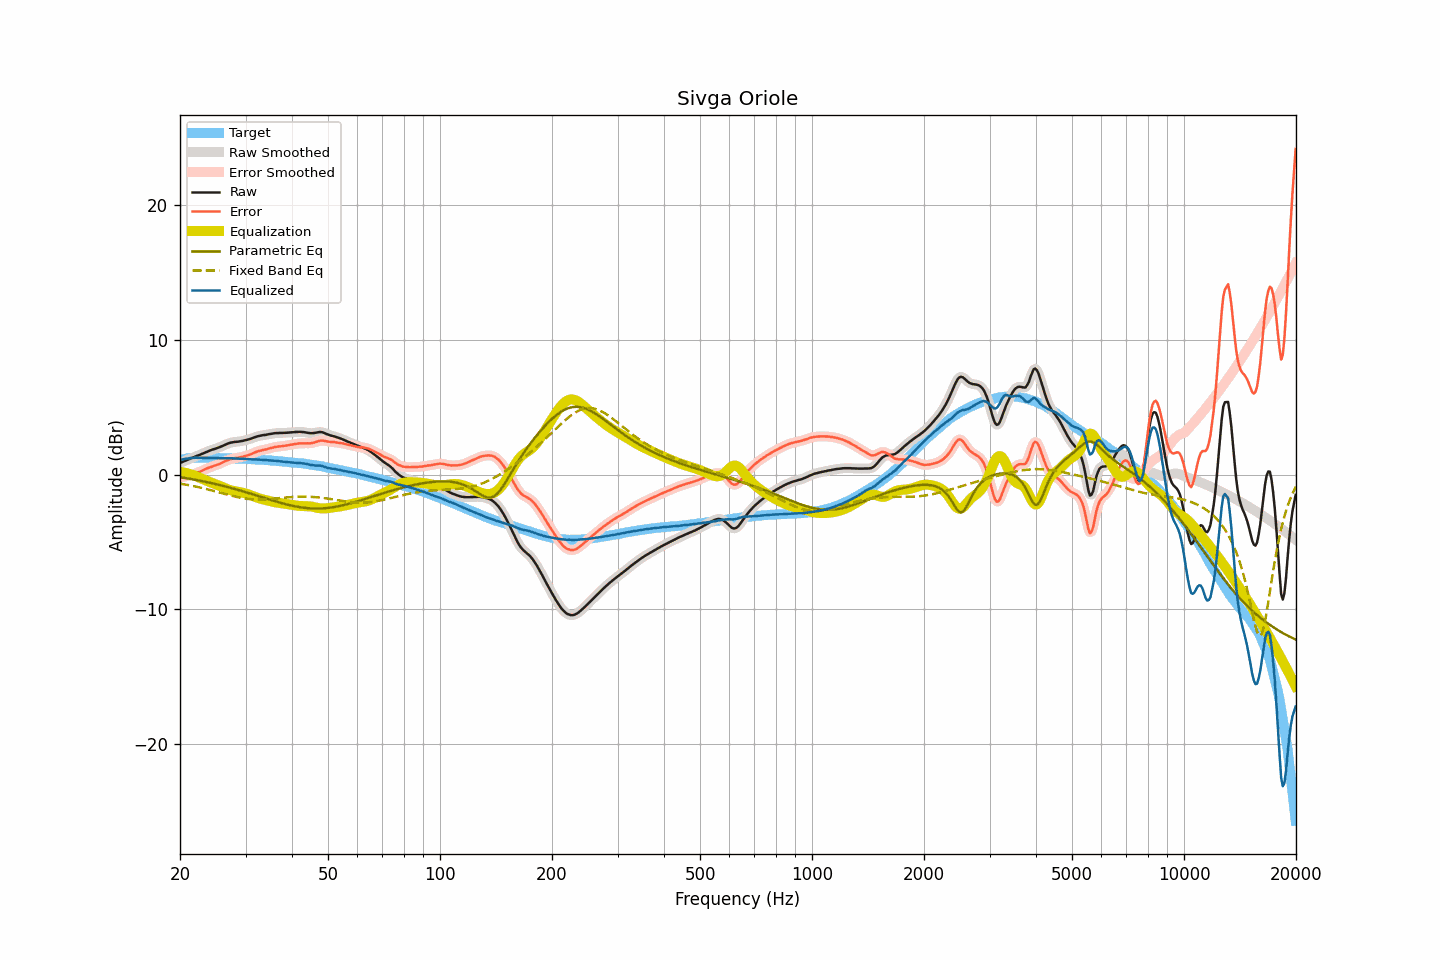 Sivga Oriole
Target
Raw Smoothed
Error Smoothed
Raw
Error
Equalization
Parametric Eq
Fixed Band Eq
Equalized
Amplitude (dBr)
20
10
0
−10
−20
20 50 100 200 500 1000 2000 5000 10000 20000
Frequency (Hz)